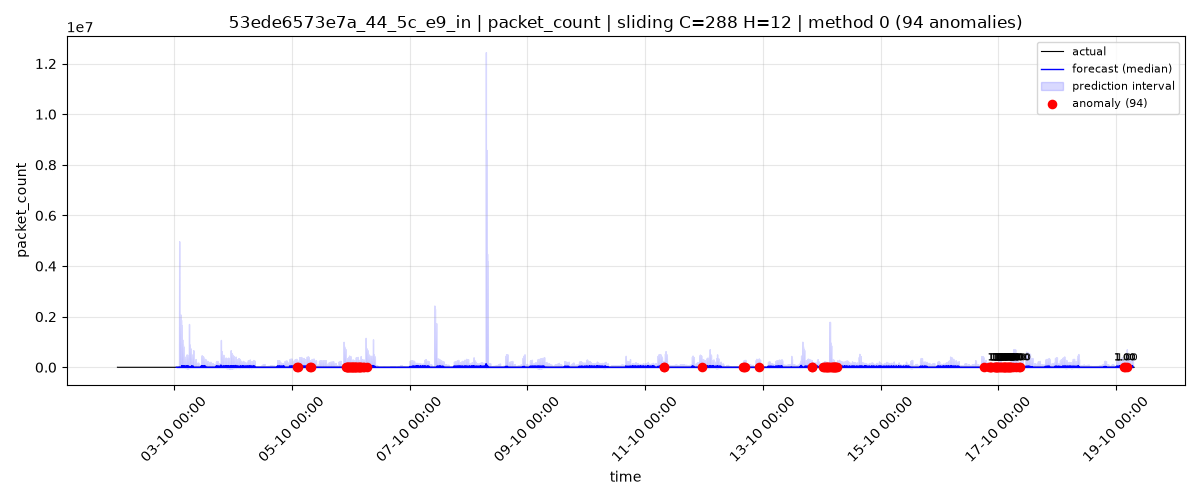 53ede6573e7a_44_5c_e9_in | packet_count | sliding C=288 H=12 | method 0 (94 anomalies)
1e7
actual
forecast (median)
prediction interval
anomaly (94)
1.2
1.0
0.8
0.6
0.4
0.2
0.0
packet_count
1.00
03-10 00:00
05-10 00:00
07-10 00:00
09-10 00:00
11-10 00:00
13-10 00:00
15-10 00:00
17-10 00:00
19-10 00:00
time